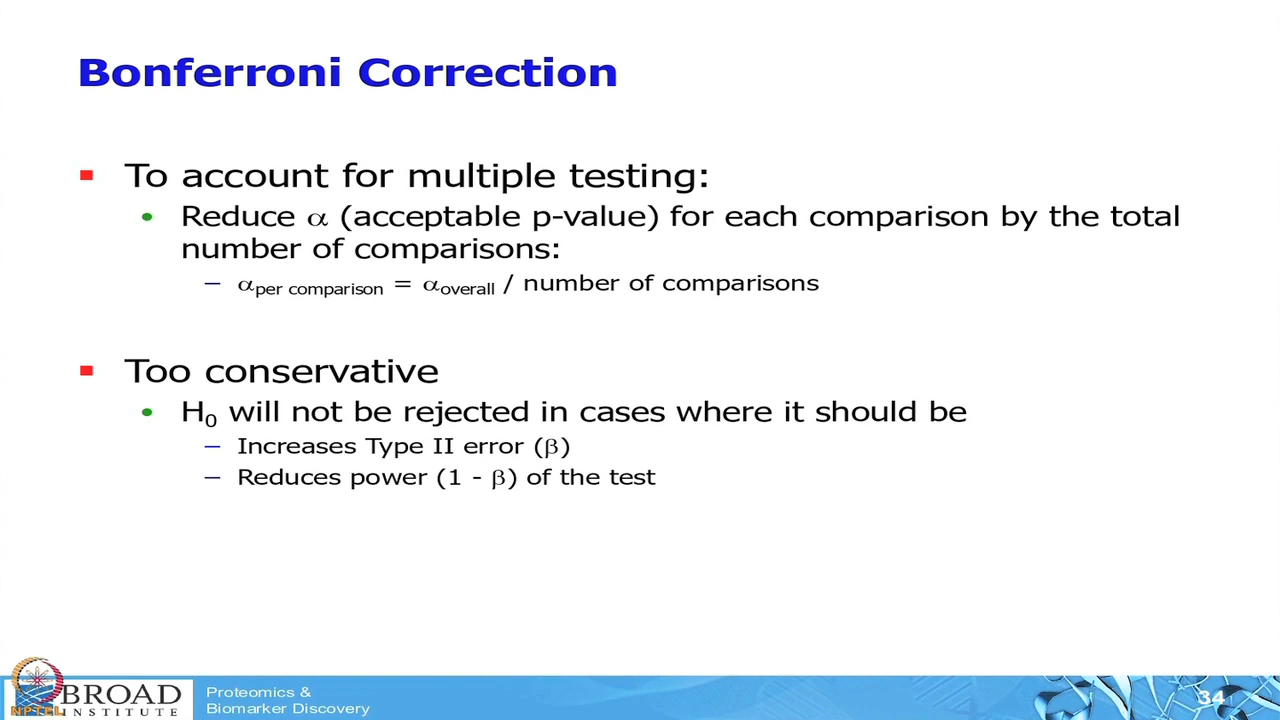 Bonferroni Correction
To account for multiple testing:
Reduce α (acceptable p-value) for each comparison by the total
number of comparisons:
– αper comparison = αoverall / number of comparisons
Too conservative
H0 will not be rejected in cases where it should be
– Increases Type II error (β)
– Reduces power (1 - β) of the test
BROAD
INSTITUTE
NPTEL
Proteomics &
Biomarker Discovery
34